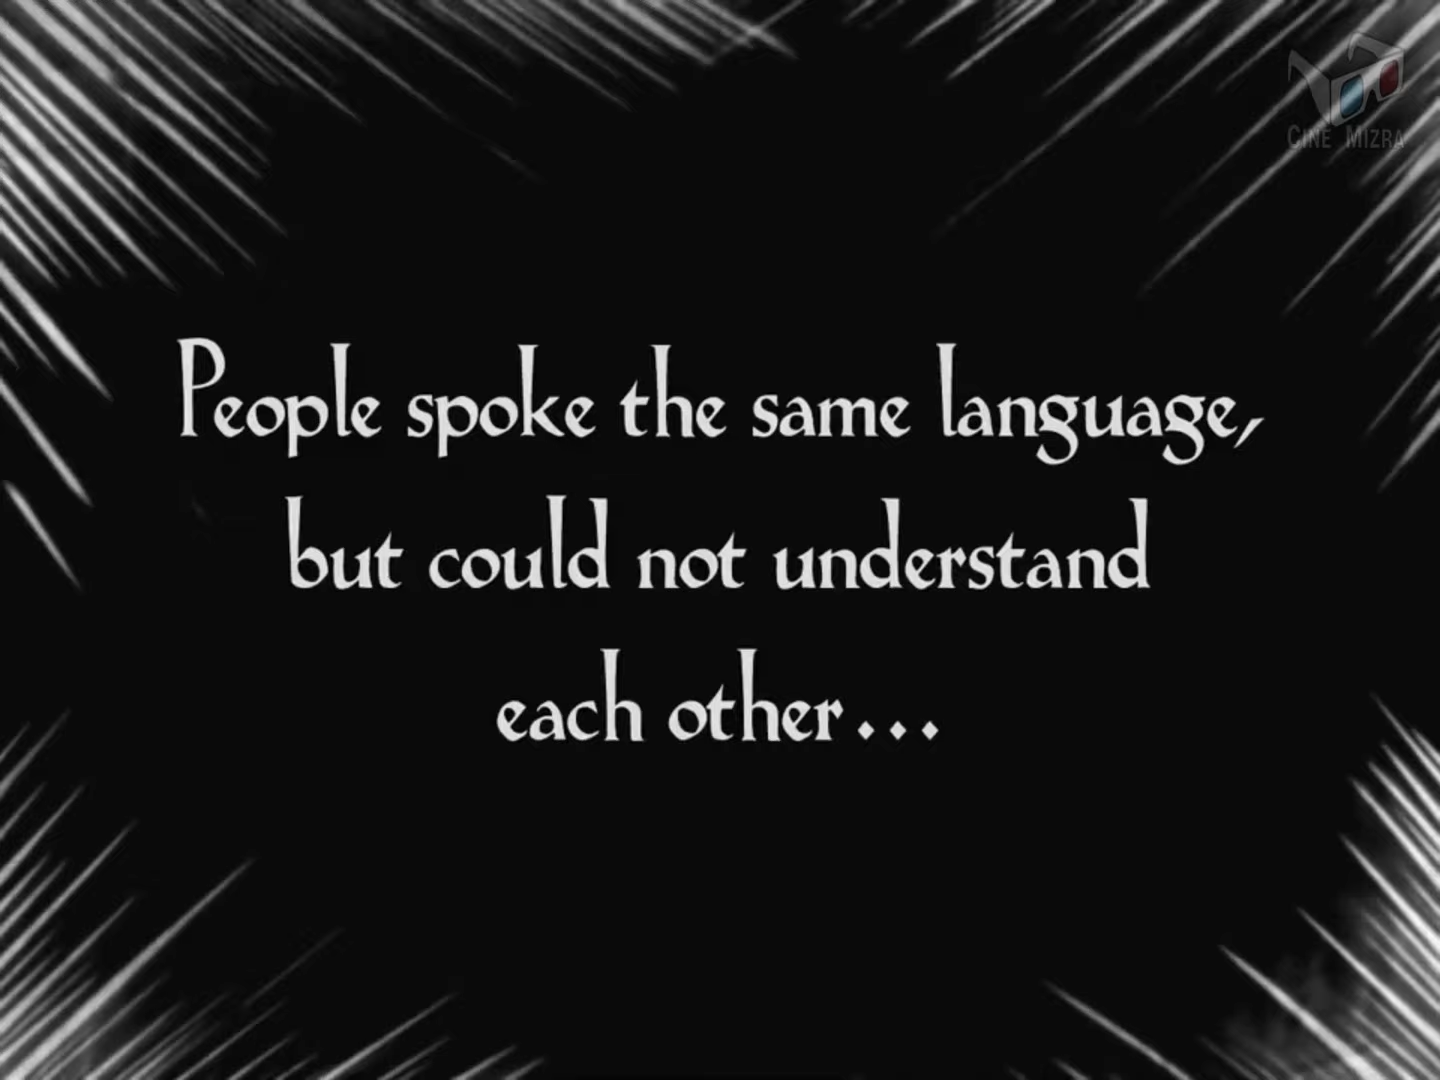 CINE MIZRA
People spoke the same language,
but could not understand
each other...